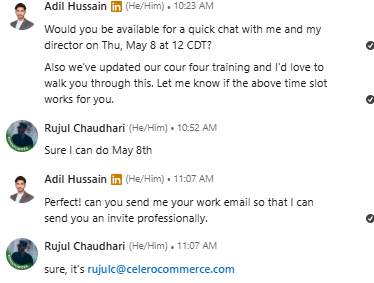 Adil Hussain in (He/Him) • 10:23 AM
Would you be available for a quick chat with me and my
director on Thu, May 8 at 12 CDT?
Also we've updated our cour four training and I'd love to
walk you through this. Let me know if the above time slot
works for you.
Rujul Chaudhari (He/Him) • 10:52 AM
Sure I can do May 8th
Adil Hussain in (He/Him) • 11:07 AM
Perfect! can you send me your work email so that I can
send you an invite professionally.
Rujul Chaudhari (He/Him) • 11:07 AM
sure, it's rujulc@celerocommerce.com